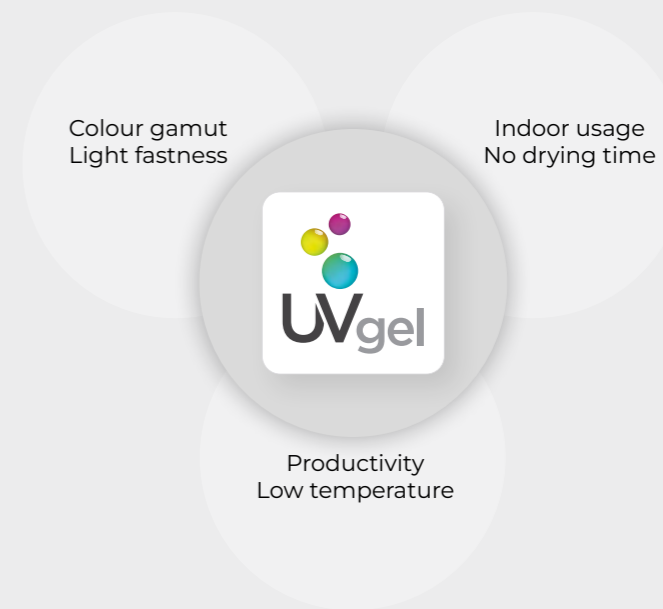 Colour gamut
Light fastness
Indoor usage
No drying time
UVgel
Productivity
Low temperature